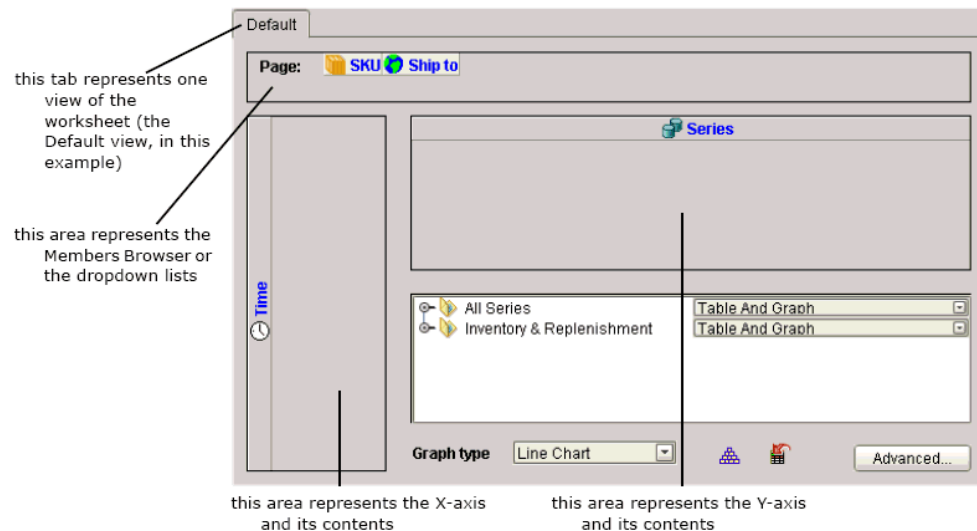 Default
Page: SKU Ship to
this tab represents one
view of the
worksheet (the
Default view, in this
example)
this area represents the
Members Browser or
the dropdown lists
Series
Time
All Series Table And Graph
Inventory & Replenishment Table And Graph
Graph type Line Chart Advanced...
this area represents the X-axis
and its contents
this area represents the Y-axis
and its contents